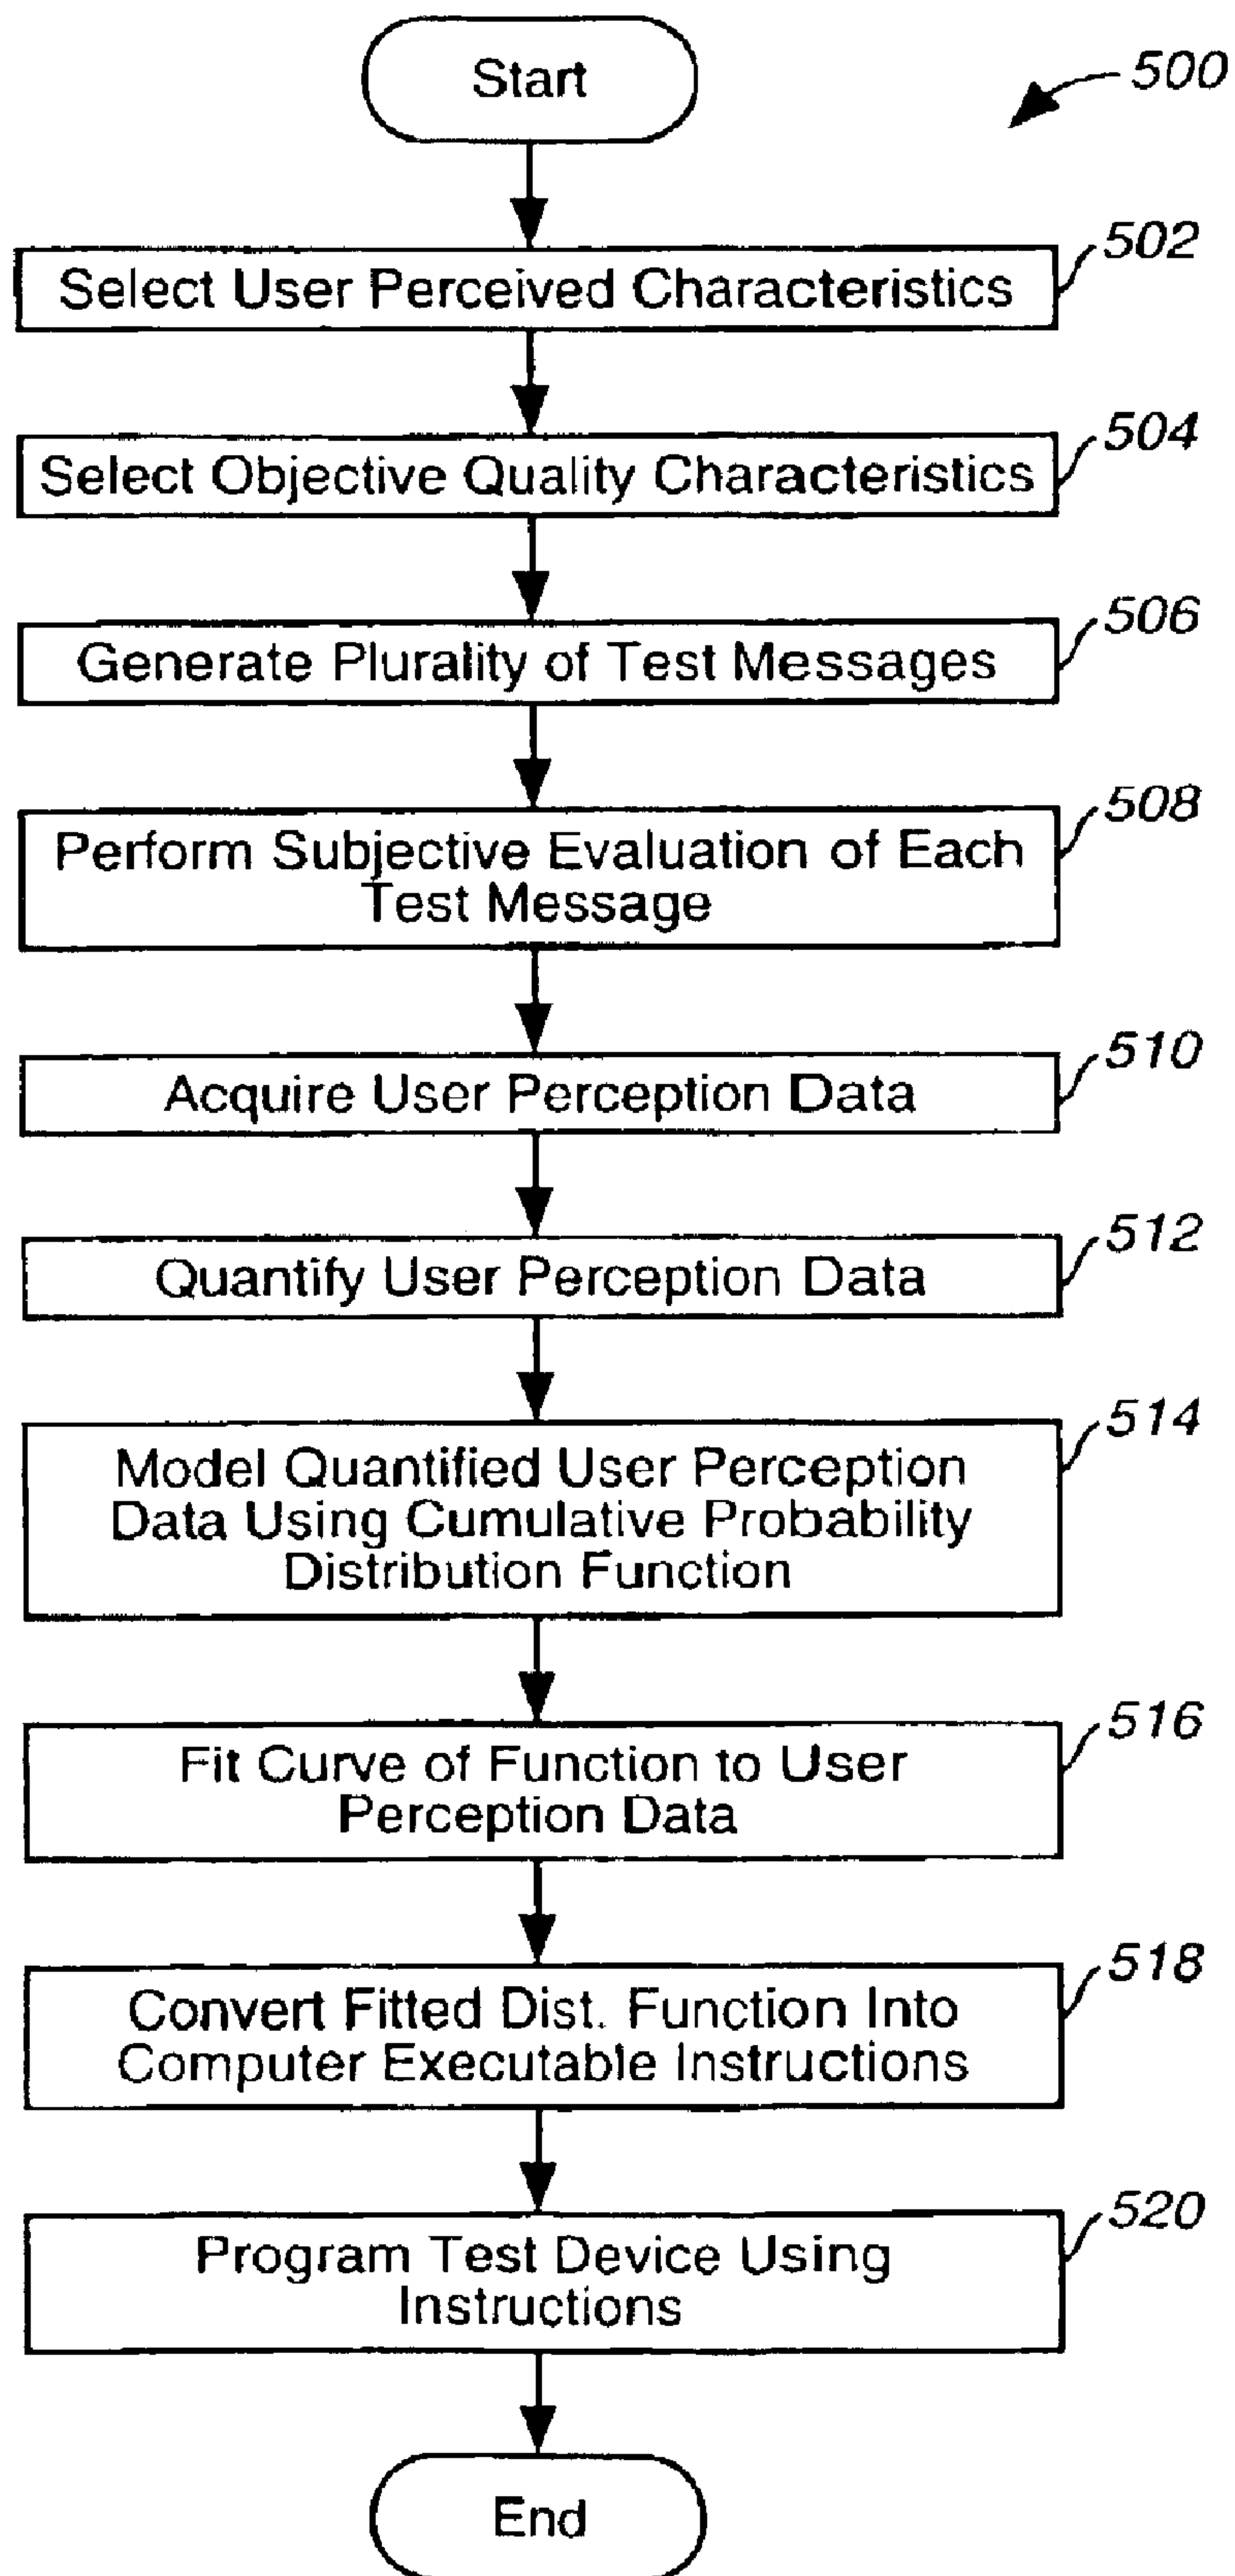 Start
500
502
Select User Perceived Characteristics
504
Select Objective Quality Characteristics
506
Generate Plurality of Test Messages
508
Perform Subjective Evaluation of Each
Test Message
510
Acquire User Perception Data
512
Quantify User Perception Data
514
Model Quantified User Perception
Data Using Cumulative Probability
Distribution Function
516
Fit Curve of Function to User
Perception Data
518
Convert Fitted Dist. Function Into
Computer Executable Instructions
520
Program Test Device Using
Instructions
End